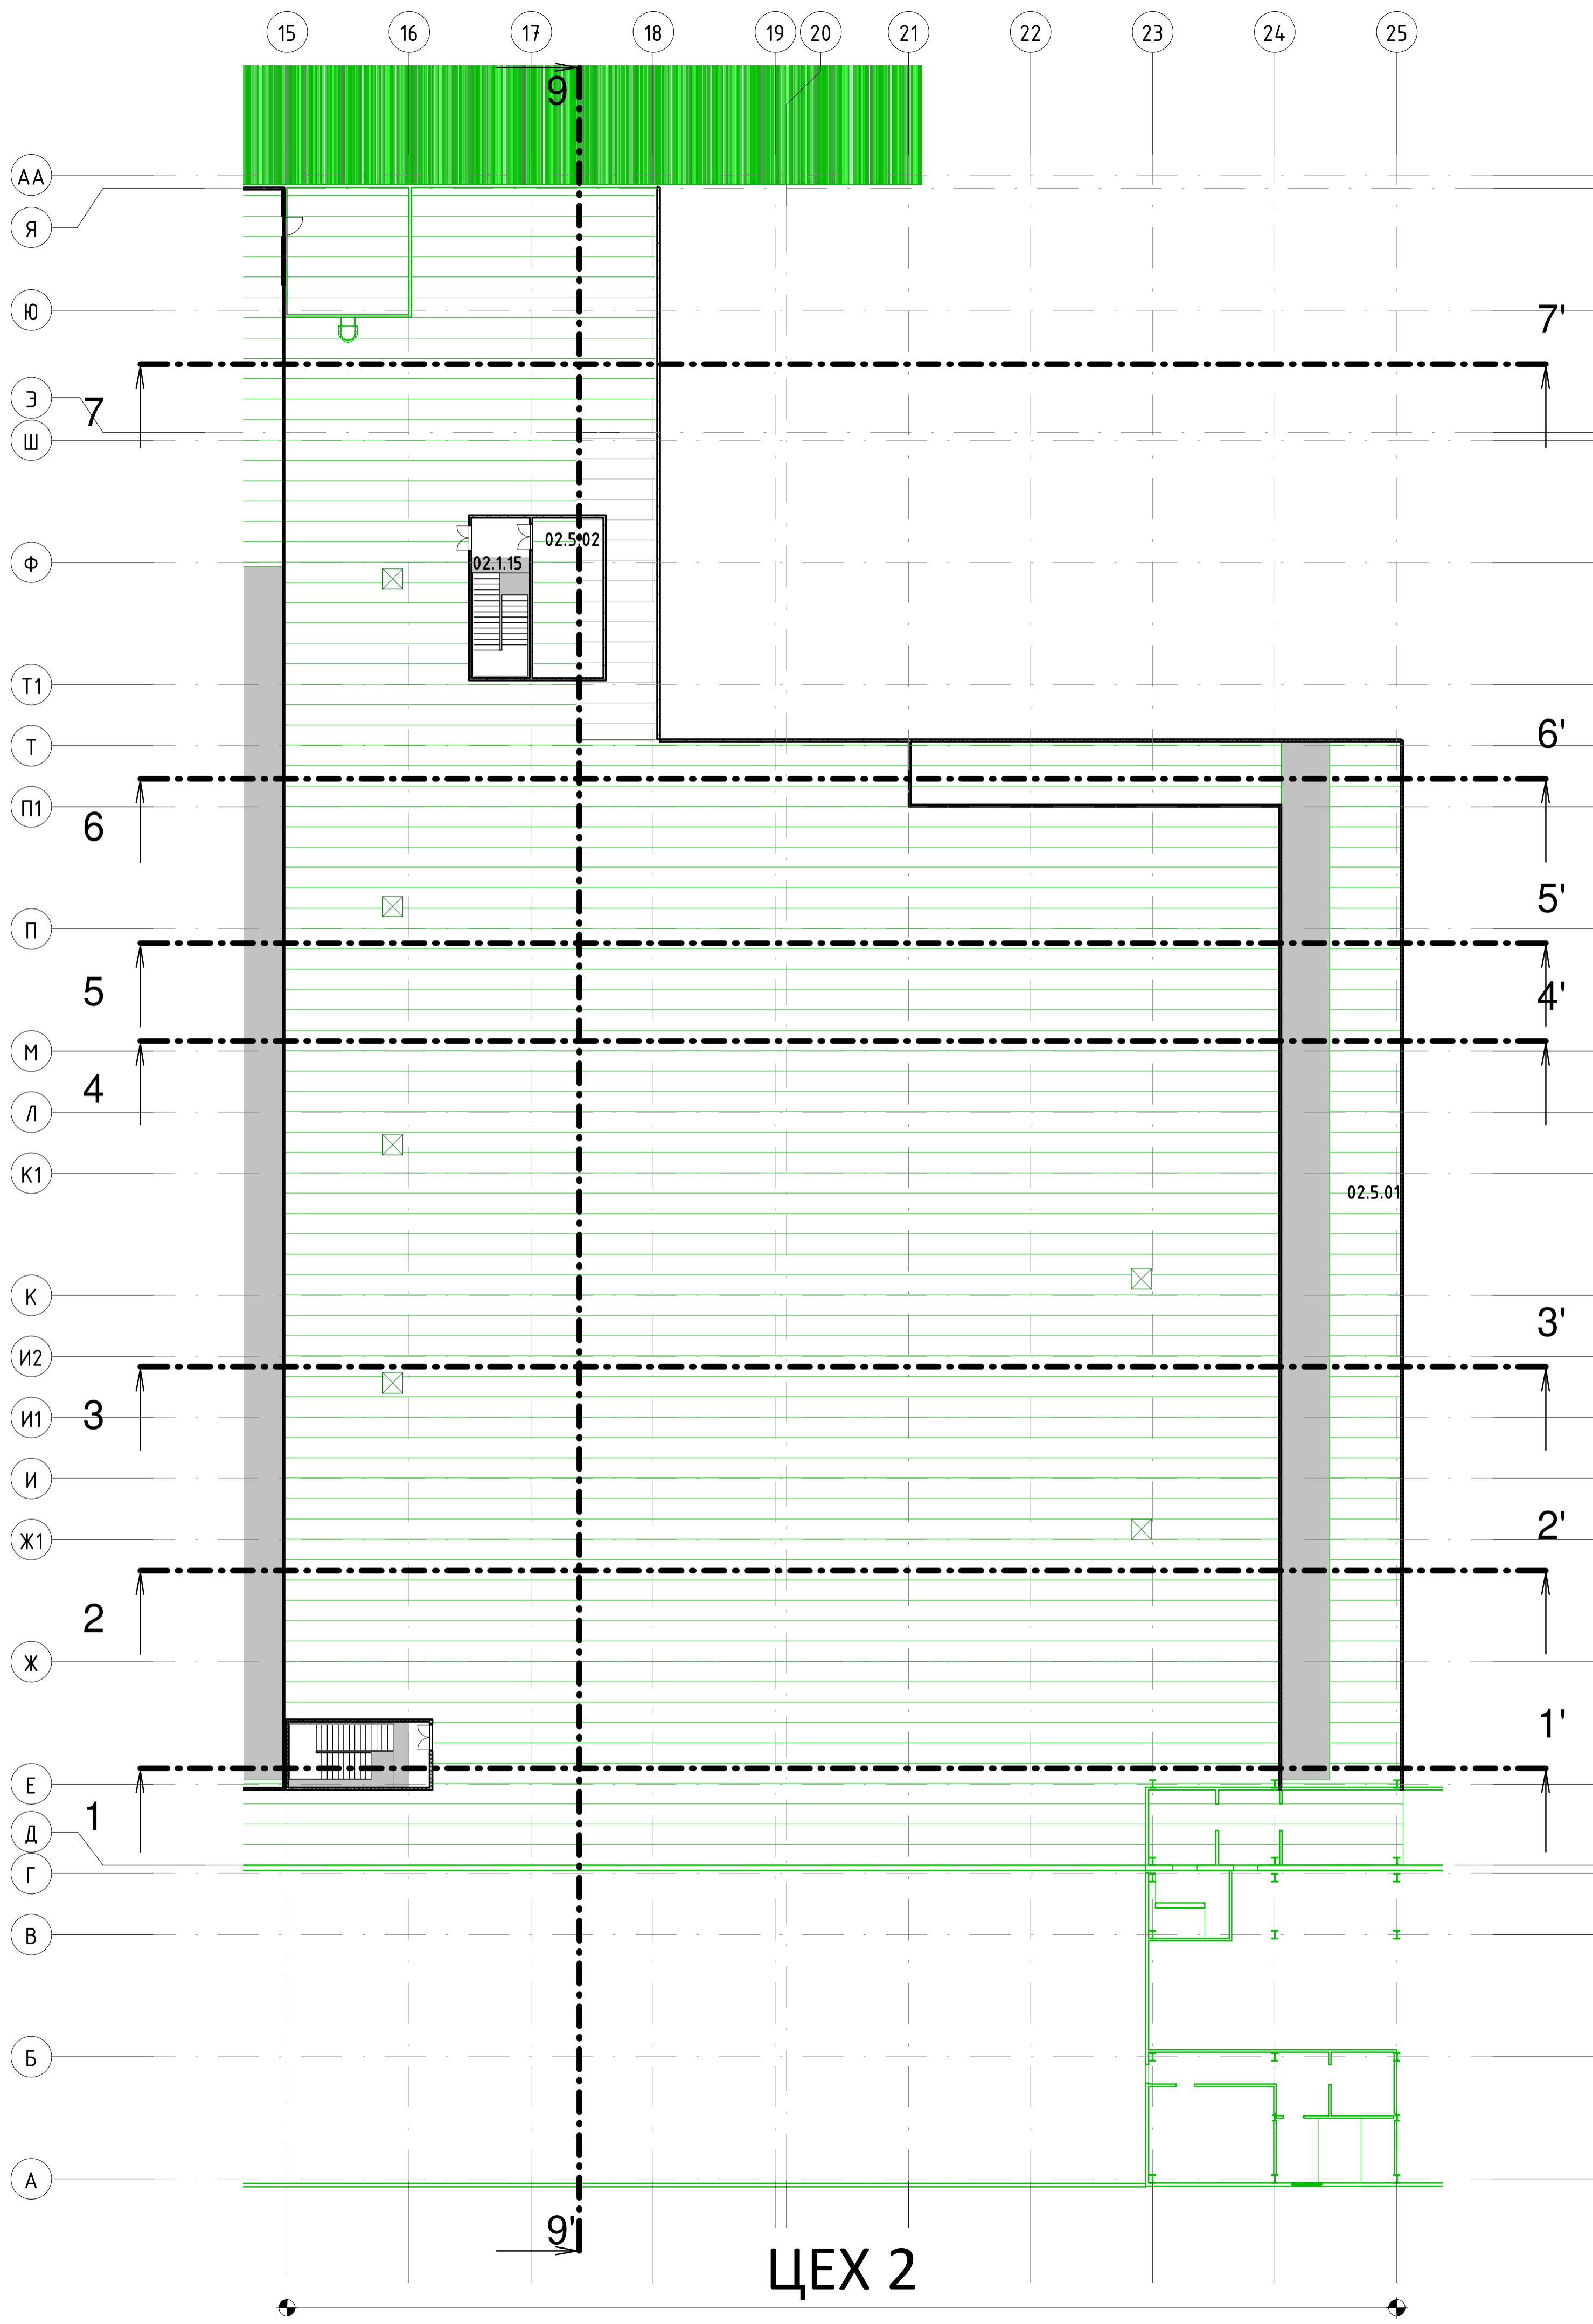 15 16 17 18 19 20 21 22 23 24 25
9
АА
Я
Ю
7'
Э
7
Ш
02.5.02
02.1.15
Ф
Т1
6'
Т
П1
6
5'
П
5
4'
М
4
Л
К1
02.5.01
К
3'
И2
3
И1
И
2'
Ж1
2
Ж
1'
Е
1
Д
Г
В
Б
А
9'
ЦЕХ 2